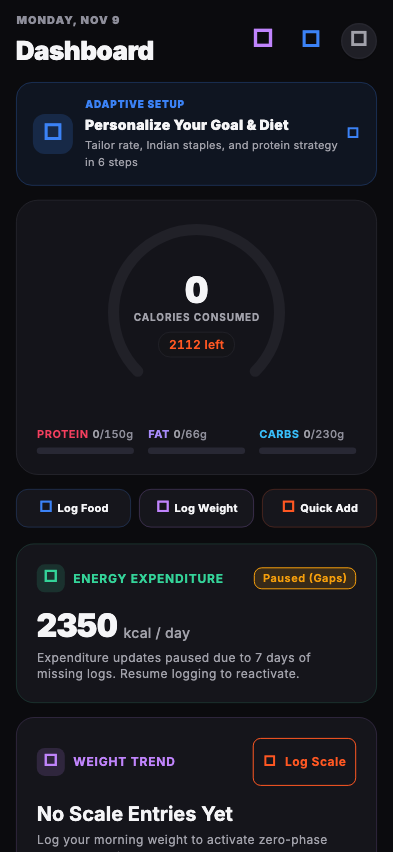 MONDAY, NOV 9
Dashboard
ADAPTIVE SETUP
Personalize Your Goal & Diet
Tailor rate, Indian staples, and protein strategy
in 6 steps
0
CALORIES CONSUMED
2112 left
PROTEIN 0/150g FAT 0/66g CARBS 0/230g
Log Food Log Weight Quick Add
ENERGY EXPENDITURE Paused (Gaps)
2350 kcal / day
Expenditure updates paused due to 7 days of
missing logs. Resume logging to reactivate.
WEIGHT TREND Log Scale
No Scale Entries Yet
Log your morning weight to activate zero-phase